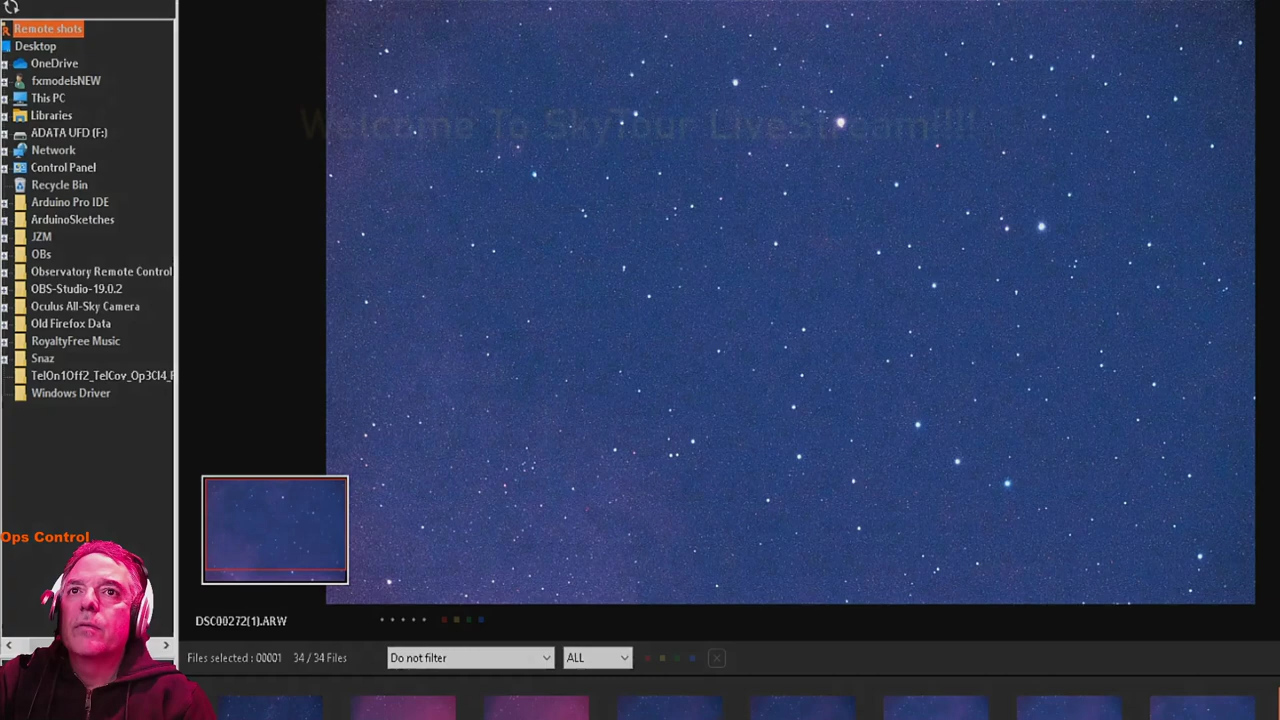 Remote shots
Desktop
OneDrive
fxmodelsNEW
This PC
Libraries
ADATA UFD (F:)
Network
Control Panel
Recycle Bin
Arduino Pro IDE
ArduinoSketches
JZM
OBs
Observatory Remote Control
OBS-Studio-19.0.2
Oculus All-Sky Camera
Old Firefox Data
RoyaltyFree Music
Snaz
TelOn1Off2_TelCov_Op3Cl4_
Windows Driver
Welcome To SkyTour LiveStream!!!!
Ops Control
DSC00272(1).ARW
Files selected : 00001
34 / 34 Files
Do not filter
ALL